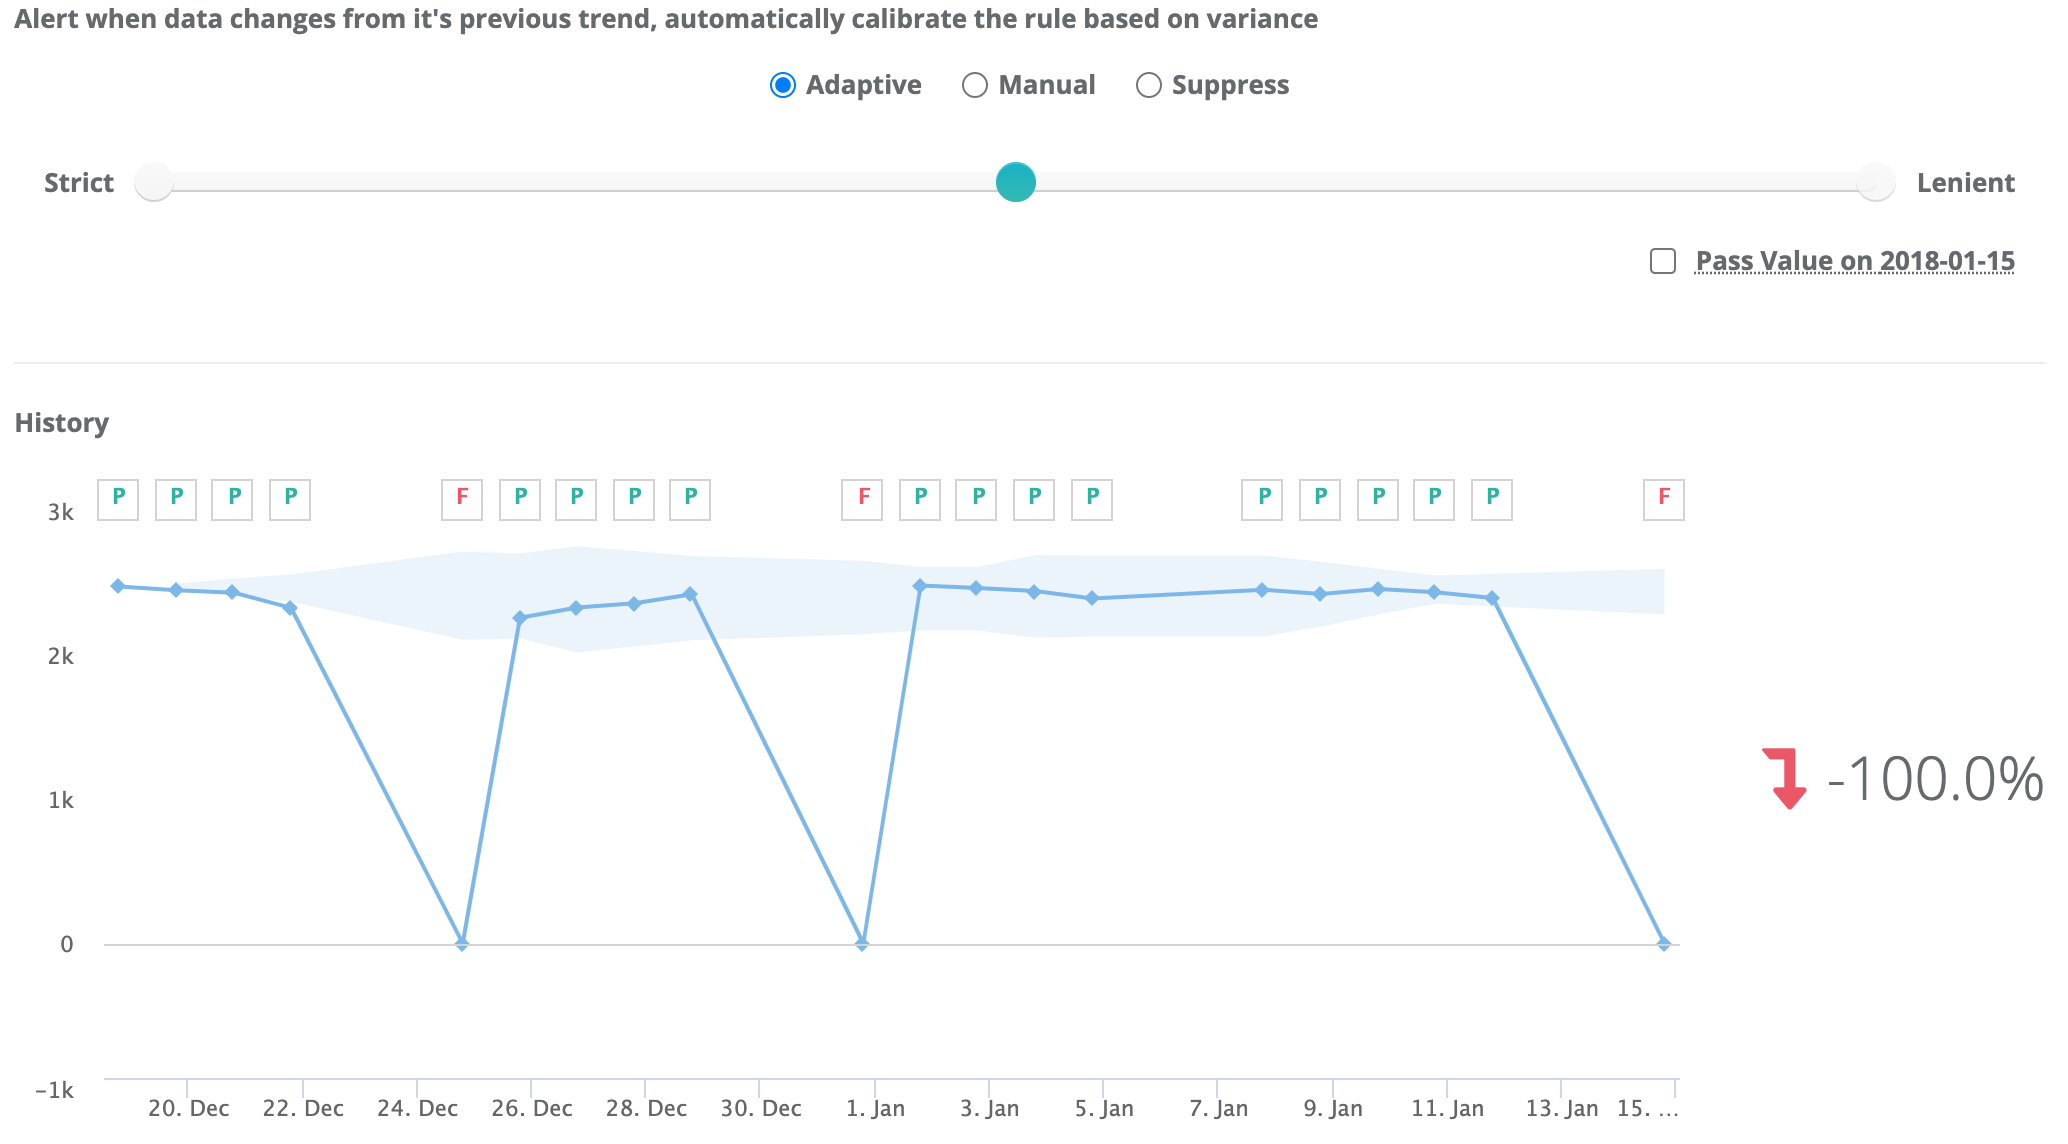 Alert when data changes from it's previous trend, automatically calibrate the rule based on variance
Adaptive Manual Suppress
Strict Lenient
Pass Value on 2018-01-15
History
P P P P F P P P P F P P P P P P P P P F
3k
2k
1k
0
−1k
-100.0%
20. Dec 22. Dec 24. Dec 26. Dec 28. Dec 30. Dec 1. Jan 3. Jan 5. Jan 7. Jan 9. Jan 11. Jan 13. Jan 15. …